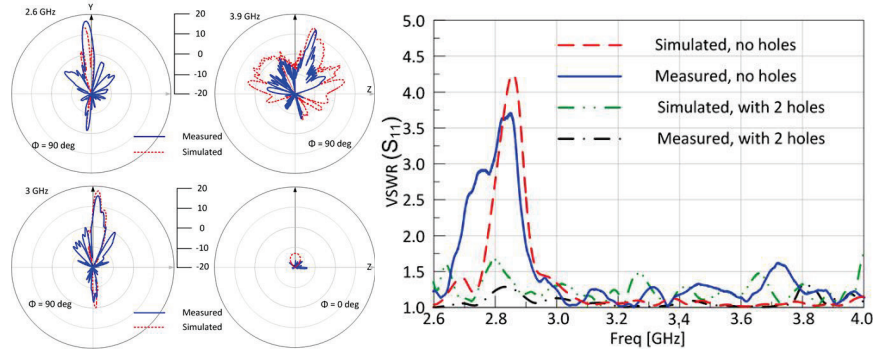 2.6 GHz
Y
20
10
0
-10
-20
3.9 GHz
Z
Φ = 90 deg
Measured
Simulated
Φ = 90 deg
3 GHz
20
10
0
-10
-20
Z
Φ = 90 deg
Measured
Simulated
Φ = 0 deg
VSWR (S11)
5.0
4.5
4.0
3.5
3.0
2.5
2.0
1.5
1.0
Simulated, no holes
Measured, no holes
Simulated, with 2 holes
Measured, with 2 holes
2.6
2.8
3.0
3.2
3.4
3.6
3.8
4.0
Freq [GHz]